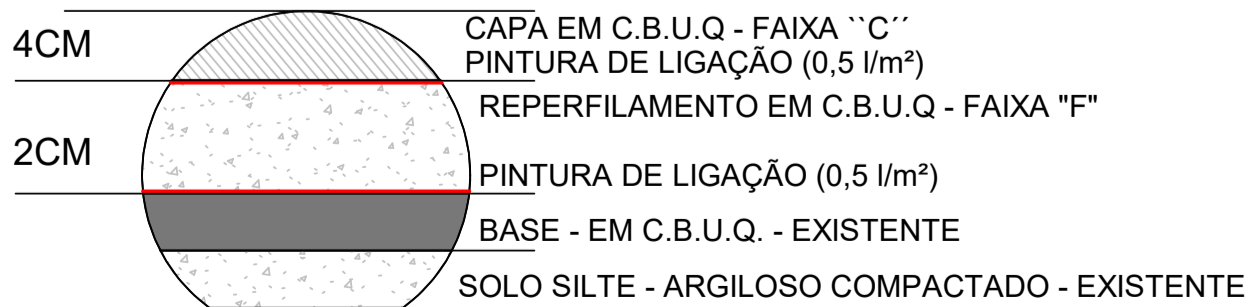 4CM
CAPA EM C.B.U.Q - FAIXA ``C´´
PINTURA DE LIGAÇÃO (0,5 l/m²)
REPERFILAMENTO EM C.B.U.Q - FAIXA "F"
2CM
PINTURA DE LIGAÇÃO (0,5 l/m²)
BASE - EM C.B.U.Q. - EXISTENTE
SOLO SILTE - ARGILOSO COMPACTADO - EXISTENTE